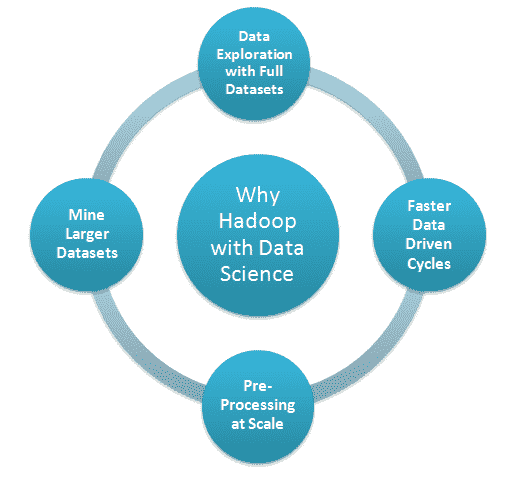 Data
Exploration
with Full
Datasets
Why
Hadoop
with Data
Science
Mine
Larger
Datasets
Faster
Data
Driven
Cycles
Pre-
Processing
at Scale